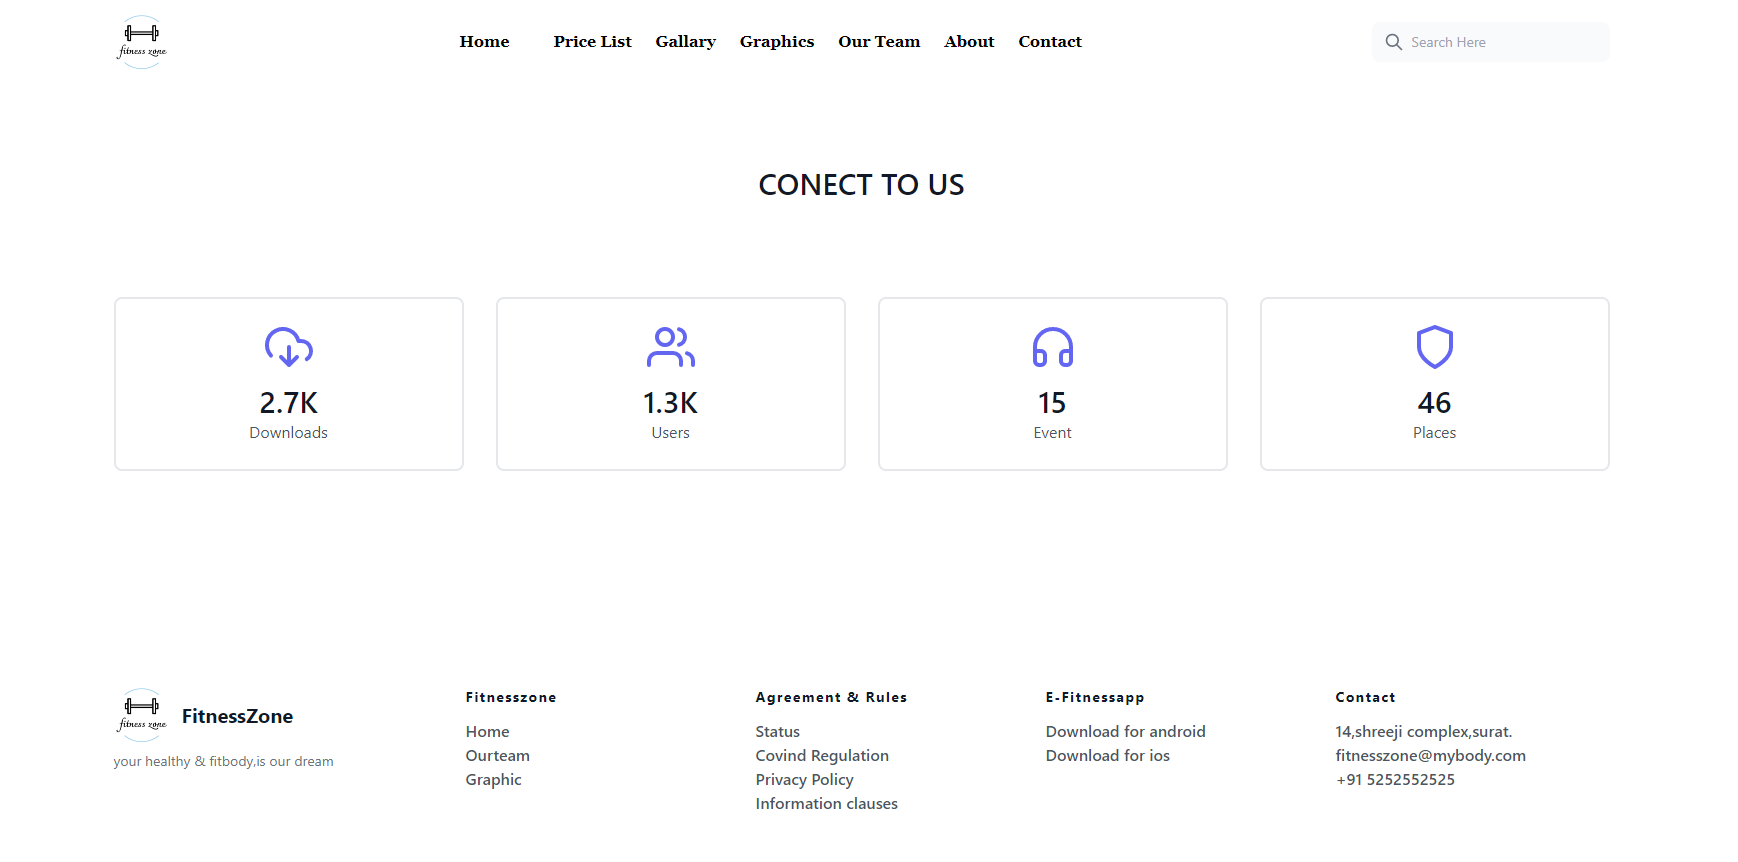 fitness zone
Home Price List Gallary Graphics Our Team About Contact
Search Here
CONECT TO US
2.7K
Downloads
1.3K
Users
15
Event
46
Places
fitness zone
FitnessZone
your healthy & fitbody,is our dream
Fitnesszone
Home
Ourteam
Graphic
Agreement & Rules
Status
Covind Regulation
Privacy Policy
Information clauses
E-Fitnessapp
Download for android
Download for ios
Contact
14,shreeji complex,surat.
fitnesszone@mybody.com
+91 5252552525